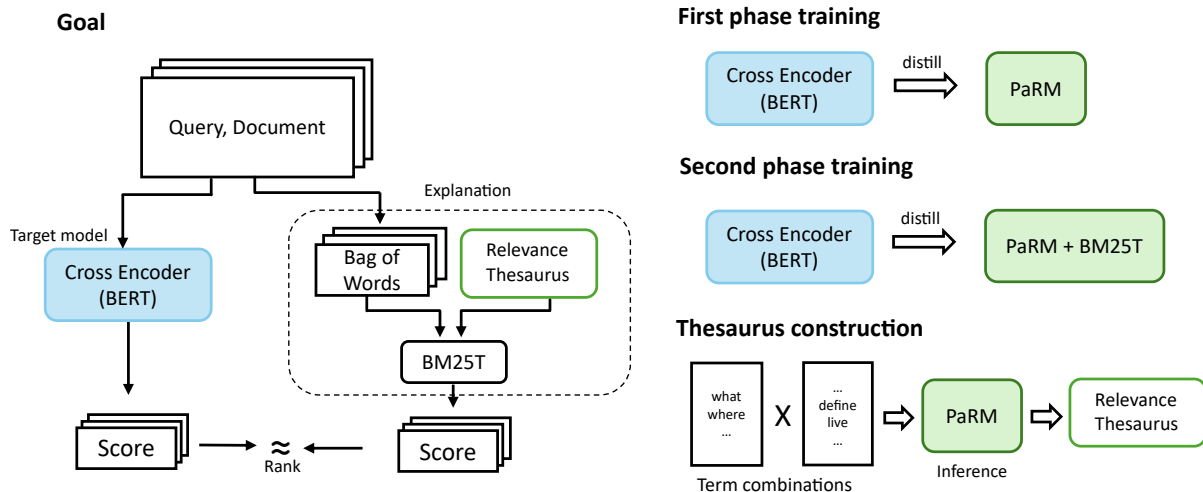 Goal
Query, Document
Explanation
Target model
Cross Encoder
(BERT)
Bag of
Words
Relevance
Thesaurus
BM25T
Score
≈
Rank
Score
First phase training
Cross Encoder
(BERT)
distill
PaRM
Second phase training
Cross Encoder
(BERT)
distill
PaRM + BM25T
Thesaurus construction
what
where
...
X
...
define
live
...
Term combinations
PaRM
Inference
Relevance
Thesaurus